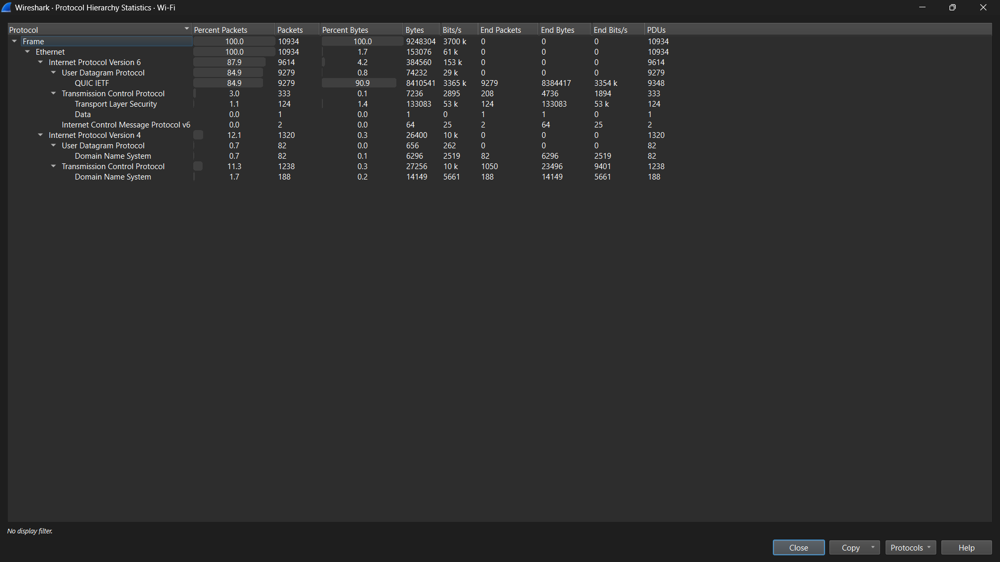 Wireshark · Protocol Hierarchy Statistics · Wi-Fi
Protocol Percent Packets Packets Percent Bytes Bytes Bits/s End Packets End Bytes End Bits/s PDUs
Frame 100.0 10934 100.0 9248304 3700 k 0 0 0 10934
Ethernet 100.0 10934 1.7 153076 61 k 0 0 0 10934
Internet Protocol Version 6 87.9 9614 4.2 384560 153 k 0 0 0 9614
User Datagram Protocol 84.9 9279 0.8 74232 29 k 0 0 0 9279
QUIC IETF 84.9 9279 90.9 8410541 3365 k 9279 8384417 3354 k 9348
Transmission Control Protocol 3.0 333 0.1 7236 2895 208 4736 1894 333
Transport Layer Security 1.1 124 1.4 133083 53 k 124 133083 53 k 124
Data 0.0 1 0.0 1 0 1 1 0 1
Internet Control Message Protocol v6 0.0 2 0.0 64 25 2 64 25 2
Internet Protocol Version 4 12.1 1320 0.3 26400 10 k 0 0 0 1320
User Datagram Protocol 0.7 82 0.0 656 262 0 0 0 82
Domain Name System 0.7 82 0.1 6296 2519 82 6296 2519 82
Transmission Control Protocol 11.3 1238 0.3 27256 10 k 1050 23496 9401 1238
Domain Name System 1.7 188 0.2 14149 5661 188 14149 5661 188
No display filter.
Close Copy Protocols Help